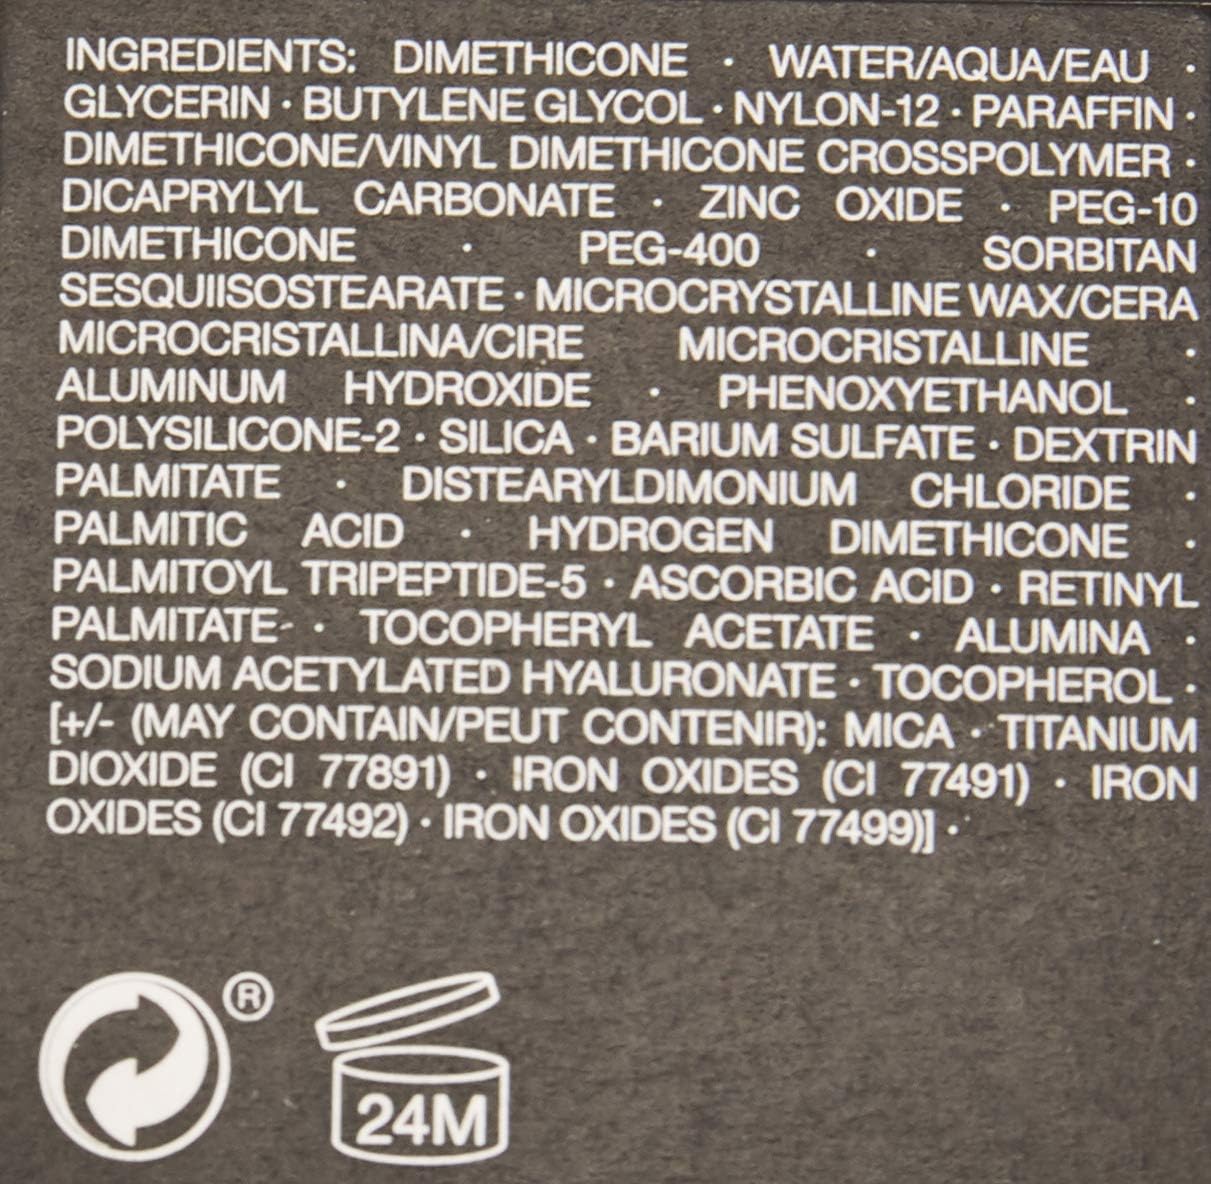 INGREDIENTS: DIMETHICONE · WATER/AQUA/EAU ·
GLYCERIN · BUTYLENE GLYCOL · NYLON-12 · PARAFFIN ·
DIMETHICONE/VINYL DIMETHICONE CROSSPOLYMER ·
DICAPRYLYL CARBONATE · ZINC OXIDE · PEG-10
DIMETHICONE · PEG-400 · SORBITAN
SESQUIISOSTEARATE · MICROCRYSTALLINE WAX/CERA
MICROCRISTALLINA/CIRE MICROCRISTALLINE ·
ALUMINUM HYDROXIDE · PHENOXYETHANOL ·
POLYSILICONE-2 · SILICA · BARIUM SULFATE · DEXTRIN
PALMITATE · DISTEARYLDIMONIUM CHLORIDE ·
PALMITIC ACID · HYDROGEN DIMETHICONE ·
PALMITOYL TRIPEPTIDE-5 · ASCORBIC ACID · RETINYL
PALMITATE · TOCOPHERYL ACETATE · ALUMINA ·
SODIUM ACETYLATED HYALURONATE · TOCOPHEROL ·
[+/- (MAY CONTAIN/PEUT CONTENIR): MICA · TITANIUM
DIOXIDE (CI 77891) · IRON OXIDES (CI 77491) · IRON
OXIDES (CI 77492) · IRON OXIDES (CI 77499)] ·
®
24M